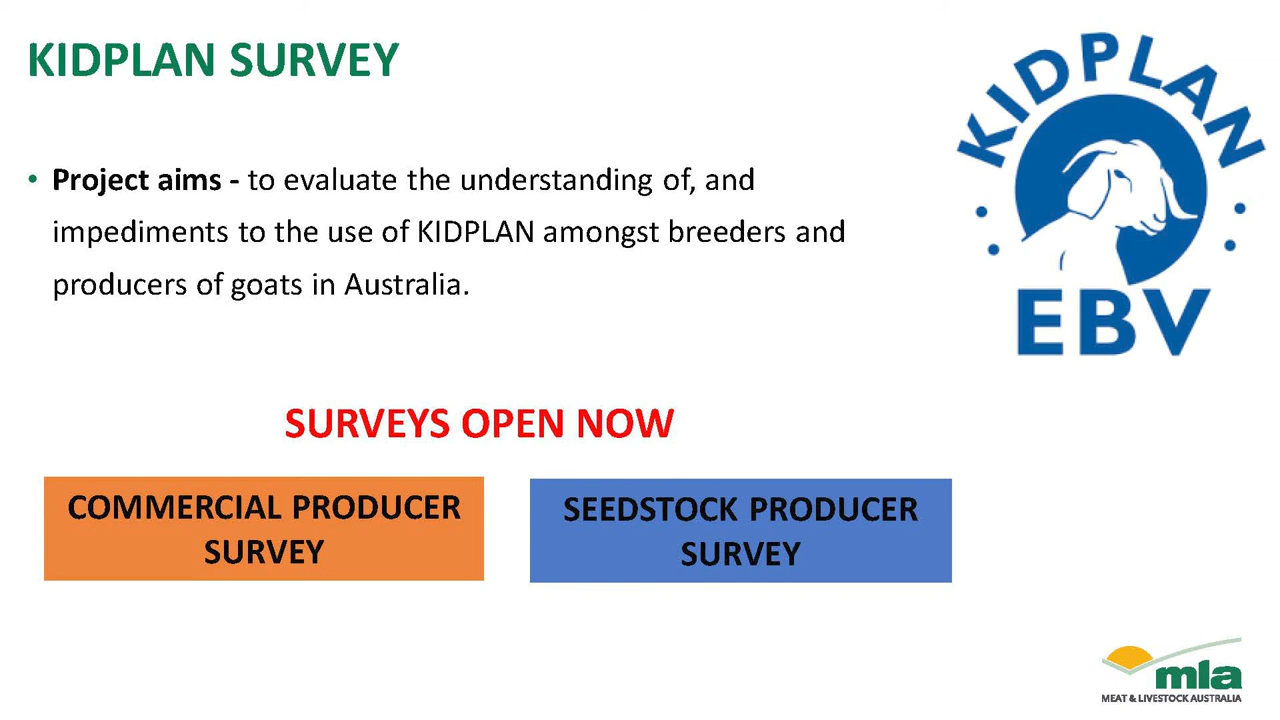 KIDPLAN SURVEY
KIDPLAN
EBV
• Project aims - to evaluate the understanding of, and
impediments to the use of KIDPLAN amongst breeders and
producers of goats in Australia.
SURVEYS OPEN NOW
COMMERCIAL PRODUCER
SURVEY
SEEDSTOCK PRODUCER
SURVEY
mla
MEAT & LIVESTOCK AUSTRALIA